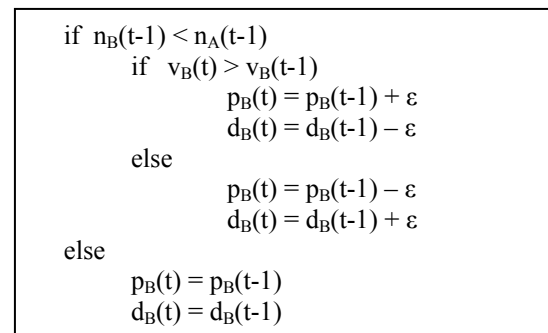 if n_B(t-1) < n_A(t-1)
if v_B(t) > v_B(t-1)
p_B(t) = p_B(t-1) + ε
d_B(t) = d_B(t-1) – ε
else
p_B(t) = p_B(t-1) – ε
d_B(t) = d_B(t-1) + ε
else
p_B(t) = p_B(t-1)
d_B(t) = d_B(t-1)